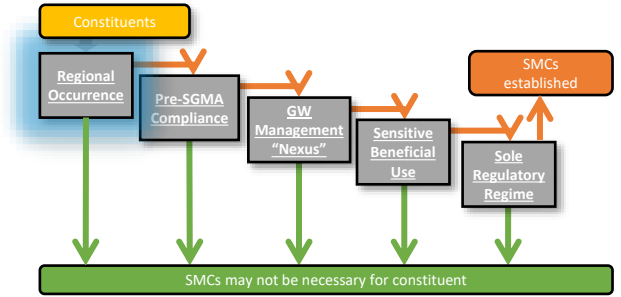 Constituents
Regional
Occurrence
Pre-SGMA
Compliance
GW
Management
“Nexus”
Sensitive
Beneficial
Use
Sole
Regulatory
Regime
SMCs
established
SMCs may not be necessary for constituent